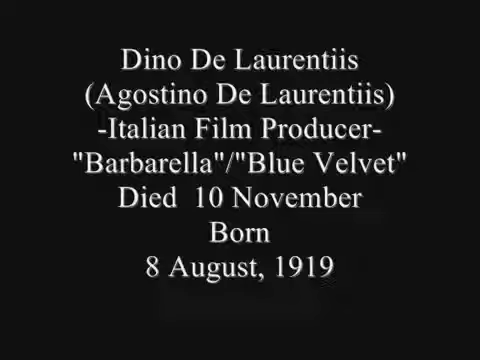 Dino De Laurentiis
(Agostino De Laurentiis)
-Italian Film Producer-
"Barbarella"/"Blue Velvet"
Died  10 November
Born
8 August, 1919